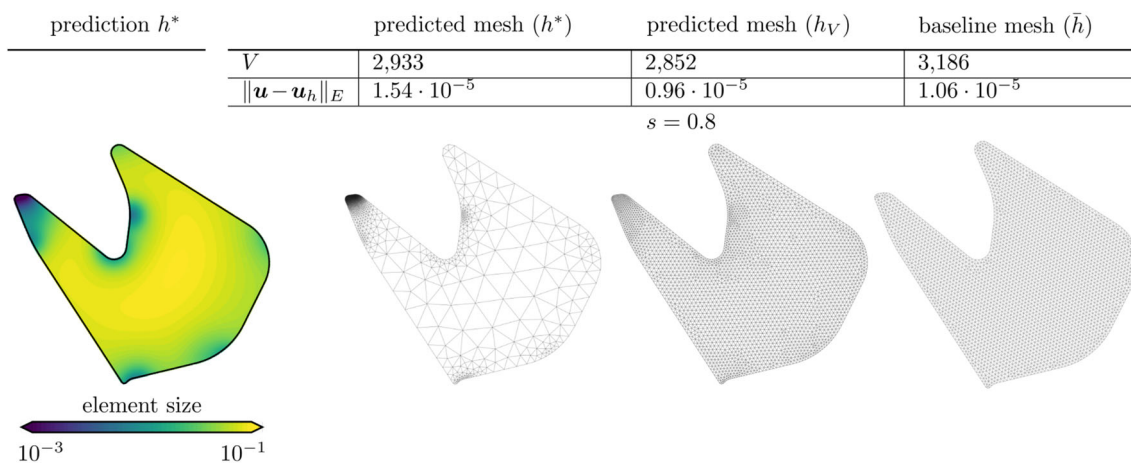 prediction h* predicted mesh (h*) predicted mesh (h_V) baseline mesh (h̄)
V 2,933 2,852 3,186
‖u − u_h‖_E 1.54 · 10⁻⁵ 0.96 · 10⁻⁵ 1.06 · 10⁻⁵
s = 0.8
element size
10⁻³ 10⁻¹